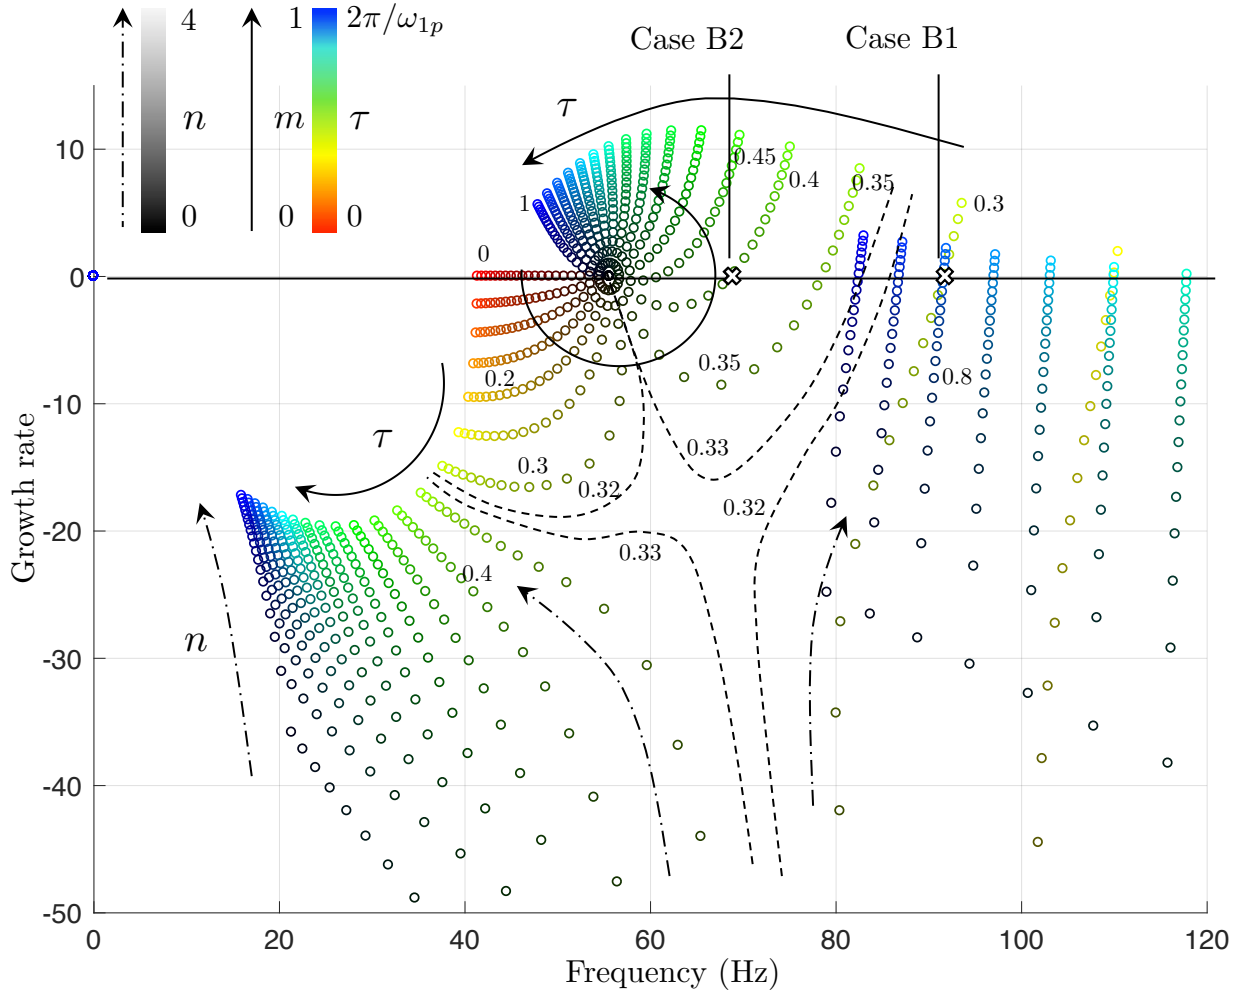 Case B2 Case B1
4 1 2π/ω₁ₚ
n m τ
0 0 0
τ
10
0
-10
-20
-30
-40
-50
0.45
0.4
0.35
0.3
1
0
0.35
0.2
0.8
τ
0.3
0.33
0.32
0.32
0.33
0.4
n
Growth rate
0 20 40 60 80 100 120
Frequency (Hz)